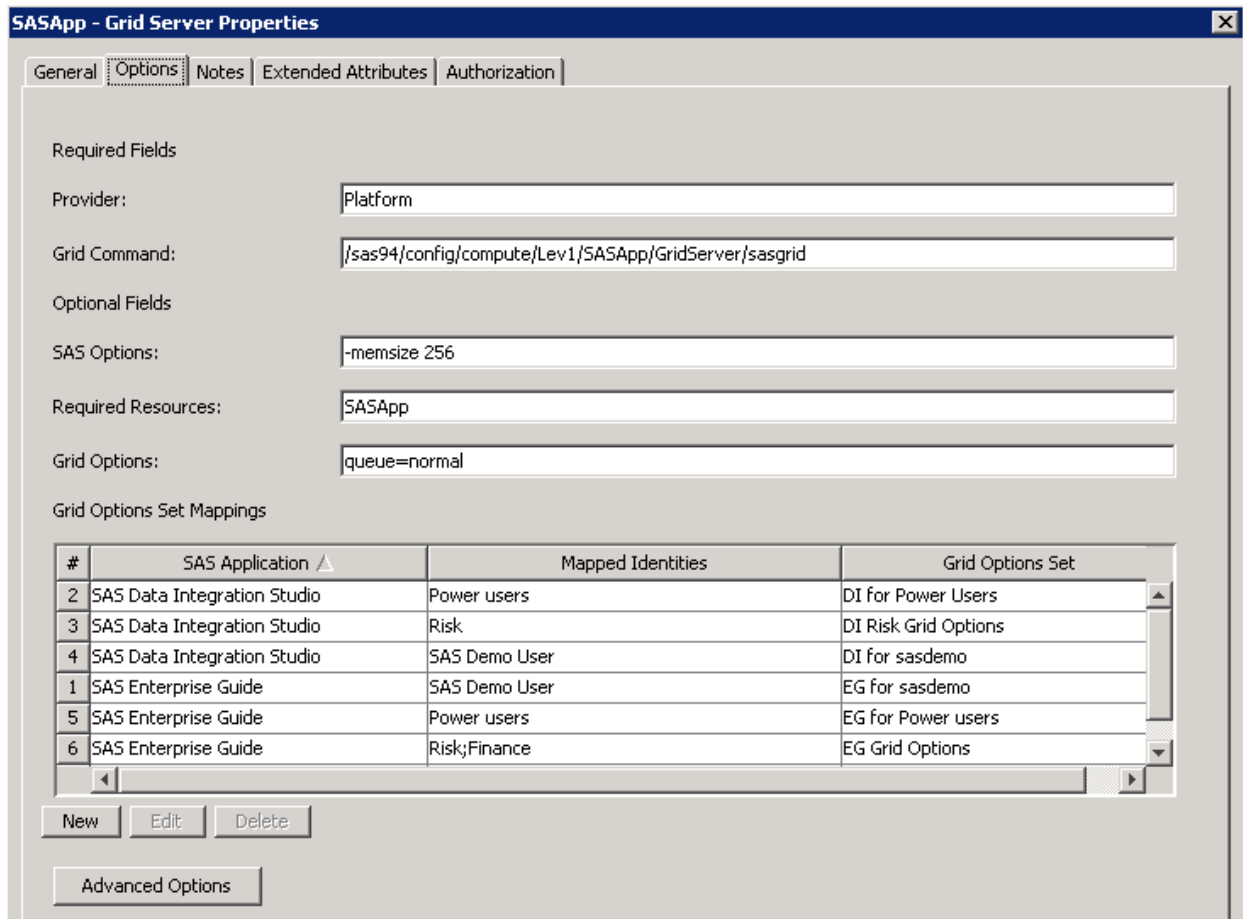 SASApp - Grid Server Properties
General Options Notes Extended Attributes Authorization
Required Fields
Provider: Platform
Grid Command: /sas94/config/compute/Lev1/SASApp/GridServer/sasgrid
Optional Fields
SAS Options: -memsize 256
Required Resources: SASApp
Grid Options: queue=normal
Grid Options Set Mappings
# SAS Application Mapped Identities Grid Options Set
2 SAS Data Integration Studio Power users DI for Power Users
3 SAS Data Integration Studio Risk DI Risk Grid Options
4 SAS Data Integration Studio SAS Demo User DI for sasdemo
1 SAS Enterprise Guide SAS Demo User EG for sasdemo
5 SAS Enterprise Guide Power users EG for Power users
6 SAS Enterprise Guide Risk;Finance EG Grid Options
New Edit Delete
Advanced Options